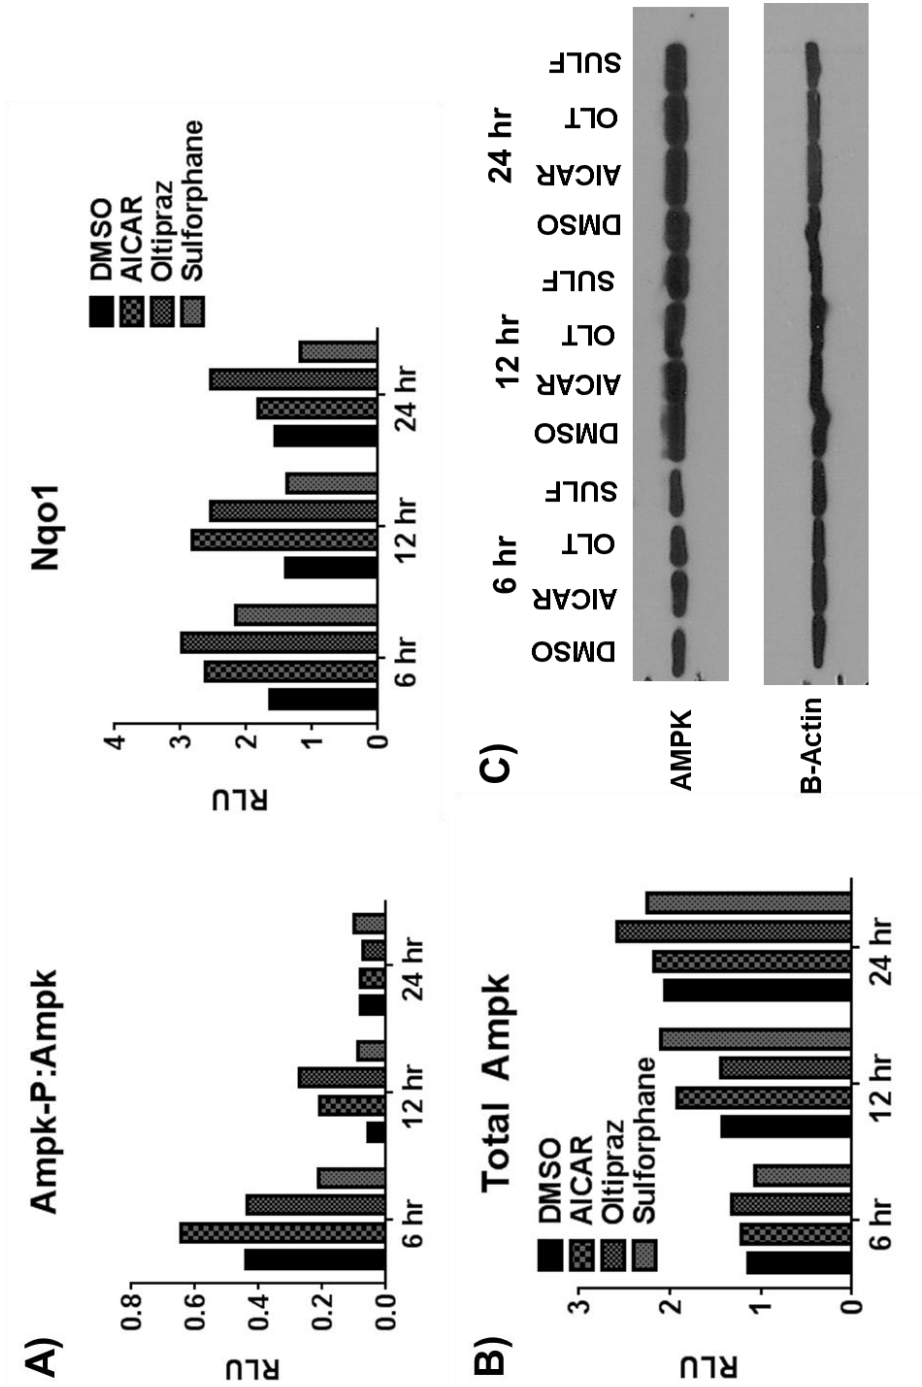 A)
Ampk-P:Ampk
RLU
0.8
0.6
0.4
0.2
0.0
6 hr
12 hr
24 hr
Nqo1
RLU
4
3
2
1
0
6 hr
12 hr
24 hr
DMSO
AICAR
Oltipraz
Sulforphane
B)
Total Ampk
RLU
3
2
1
0
6 hr
12 hr
24 hr
DMSO
AICAR
Oltipraz
Sulforphane
C)
6 hr
12 hr
24 hr
DMSO
AICAR
OLT
SULF
DMSO
AICAR
OLT
SULF
DMSO
AICAR
OLT
SULF
AMPK
B-Actin